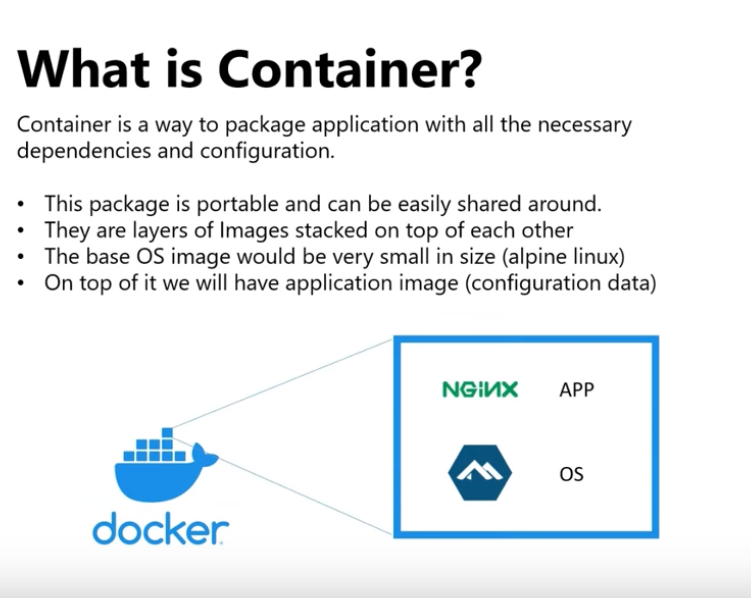 What is Container?
Container is a way to package application with all the necessary
dependencies and configuration.
• This package is portable and can be easily shared around.
• They are layers of Images stacked on top of each other
• The base OS image would be very small in size (alpine linux)
• On top of it we will have application image (configuration data)
NGINX APP
OS
docker